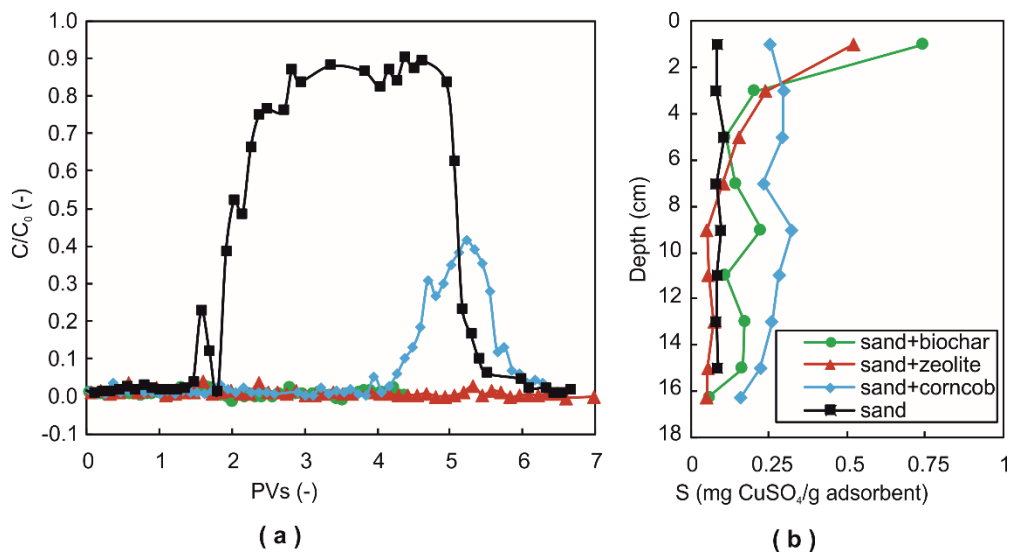 1.0
0.9
0.8
0.7
0.6
0.5
0.4
0.3
0.2
0.1
0.0
-0.1
C/C₀ (-)
0 1 2 3 4 5 6 7
PVs (-)
( a )
0
2
4
6
8
10
12
14
16
18
Depth (cm)
sand+biochar
sand+zeolite
sand+corncob
sand
0 0.25 0.5 0.75 1
S (mg CuSO₄/g adsorbent)
( b )